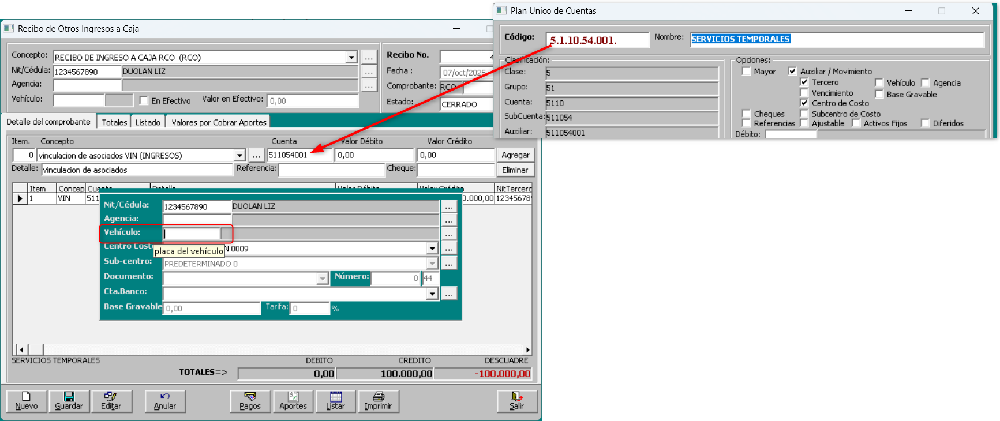 Recibo de Otros Ingresos a Caja
Concepto: RECIBO DE INGRESO A CAJA RCO (RCO) ...
Nit/Cédula: 1234567890 DUOLAN LIZ ...
Agencia: ...
Vehículo: En Efectivo Valor en Efectivo: 0,00
Recibo No. 4
Fecha : 07/oct/2025
Comprobante: RCO
Estado: CERRADO
Detalle del comprobante Totales Listado Valores por Cobrar Aportes
Item. Concepto Cuenta Valor Débito Valor Crédito
0 vinculacion de asociados VIN (INGRESOS) ... 511054001 0,00 0,00 Agregar
Detalle: vinculacion de asociados Referencia: Cheque: Eliminar
Item Concep Cuenta Detalle Valor Débito Valor Crédito NitTercero
1 VIN 511 0.000,00 123456789
Nit/Cédula: 1234567890 DUOLAN LIZ ...
Agencia: ...
Vehículo: ...
Centro Costo N 0009 ...
placa del vehículo
Sub-centro: PREDETERMINADO 0 ...
Documento: Número: 0 44
Cta.Banco: ...
Base Gravable 0,00 Tarifa: 0 %
SERVICIOS TEMPORALES DEBITO CREDITO DESCUADRE
TOTALES=> 0,00 100.000,00 -100.000,00
Nuevo Guardar Editar Anular Pagos Aportes Listar Imprimir Salir
Plan Unico de Cuentas
Código: 5.1.10.54.001. Nombre: SERVICIOS TEMPORALES
Clasificación:
Clase: 5
Grupo: 51
Cuenta: 5110
SubCuenta: 511054
Auxiliar: 511054001
Opciones:
Mayor Auxiliar / Movimiento
Tercero Vehículo Agencia
Vencimiento Base Gravable
Centro de Costo
Cheques Subcentro de Costo
Referencias Ajustable Activos Fijos Diferidos
Débito: